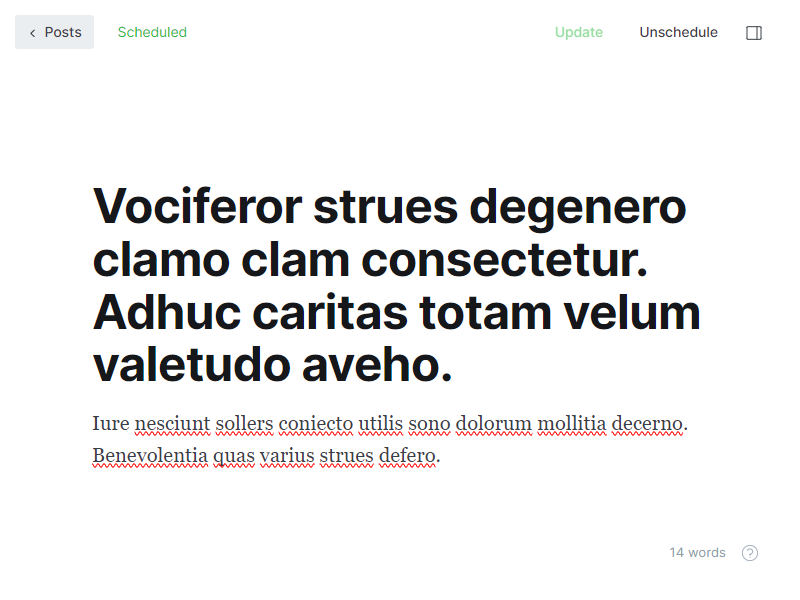 Posts Scheduled Update Unschedule
Vociferor strues degenero
clamo clam consectetur.
Adhuc caritas totam velum
valetudo aveho.
Iure nesciunt sollers coniecto utilis sono dolorum mollitia decerno.
Benevolentia quas varius strues defero.
14 words ?